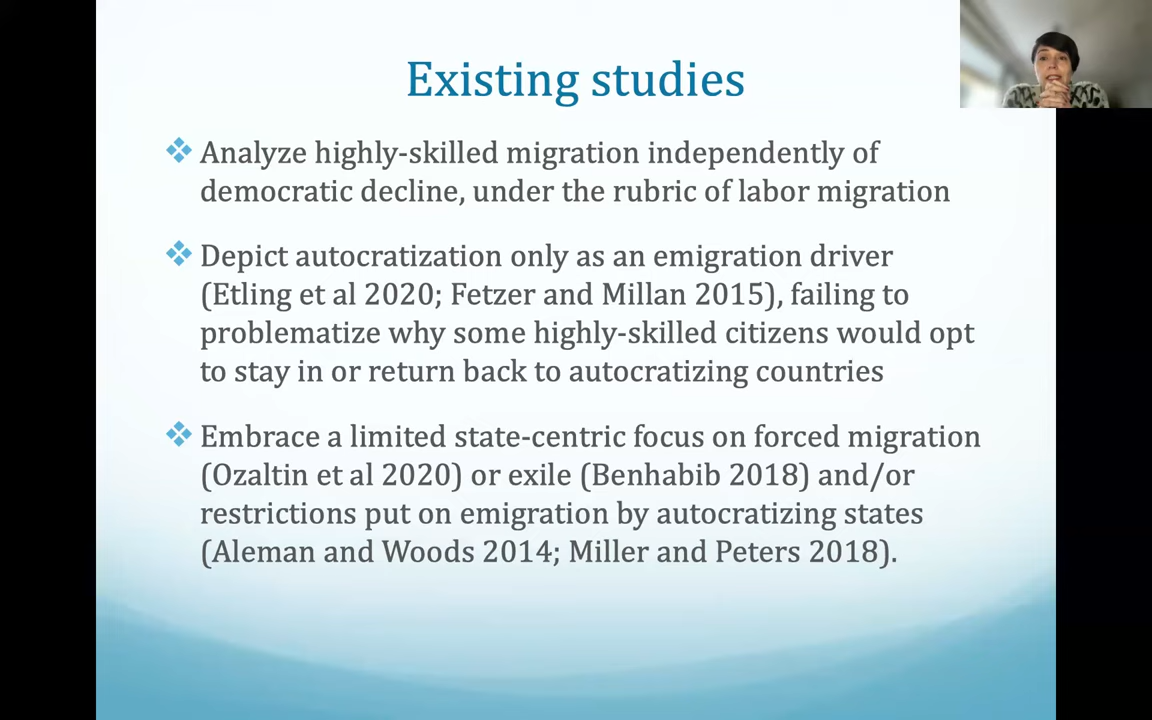 Existing studies
Analyze highly-skilled migration independently of
democratic decline, under the rubric of labor migration
Depict autocratization only as an emigration driver
(Etling et al 2020; Fetzer and Millan 2015), failing to
problematize why some highly-skilled citizens would opt
to stay in or return back to autocratizing countries
Embrace a limited state-centric focus on forced migration
(Ozaltin et al 2020) or exile (Benhabib 2018) and/or
restrictions put on emigration by autocratizing states
(Aleman and Woods 2014; Miller and Peters 2018).